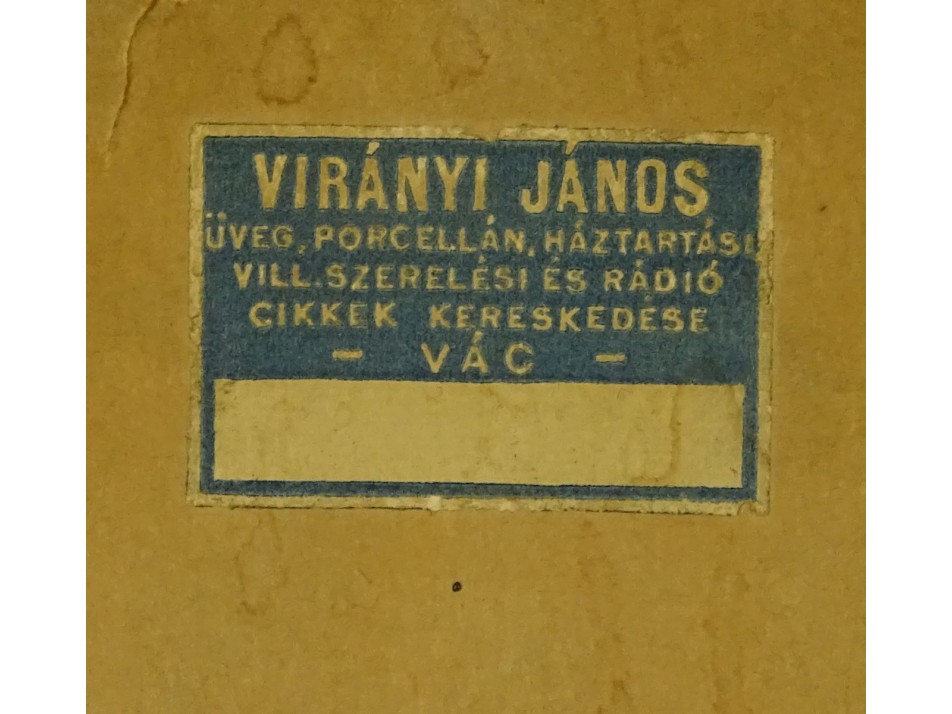 VIRÁNYI JÁNOS
ÜVEG, PORCELLÁN, HÁZTARTÁSI,
VILL. SZERELÉSI ÉS RÁDIÓ
CIKKEK KERESKEDÉSE
– VÁC –